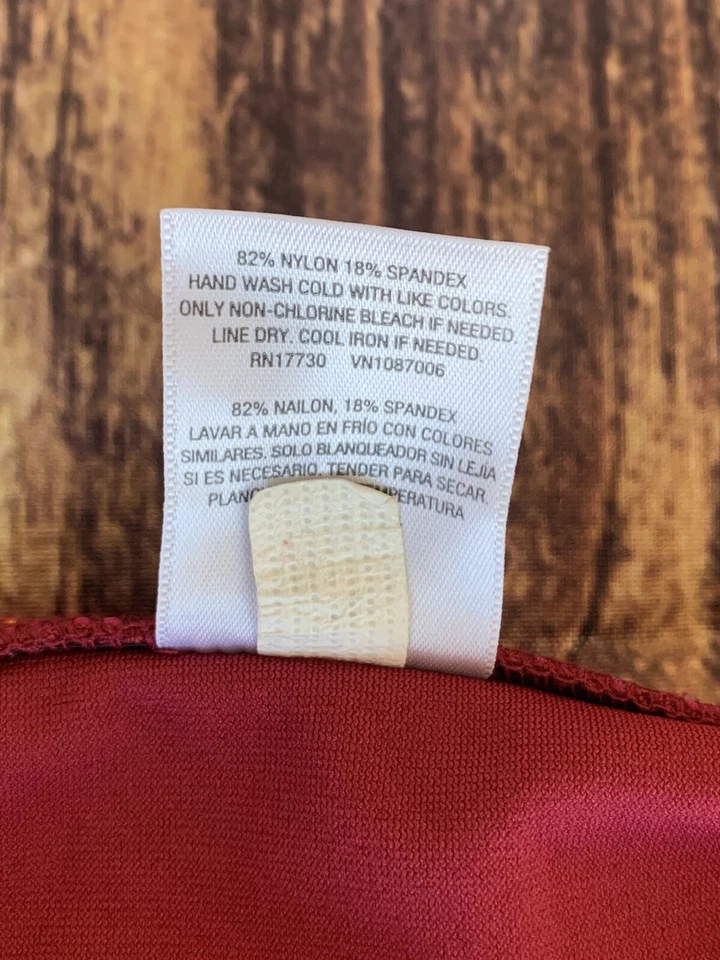 82% NYLON 18% SPANDEX
HAND WASH COLD WITH LIKE COLORS.
ONLY NON-CHLORINE BLEACH IF NEEDED.
LINE DRY. COOL IRON IF NEEDED.
RN17730 VN1087006
82% NAILON, 18% SPANDEX
LAVAR A MANO EN FRÍO CON COLORES
SIMILARES. SOLO BLANQUEADOR SIN LEJÍA
SI ES NECESARIO. TENDER PARA SECAR.